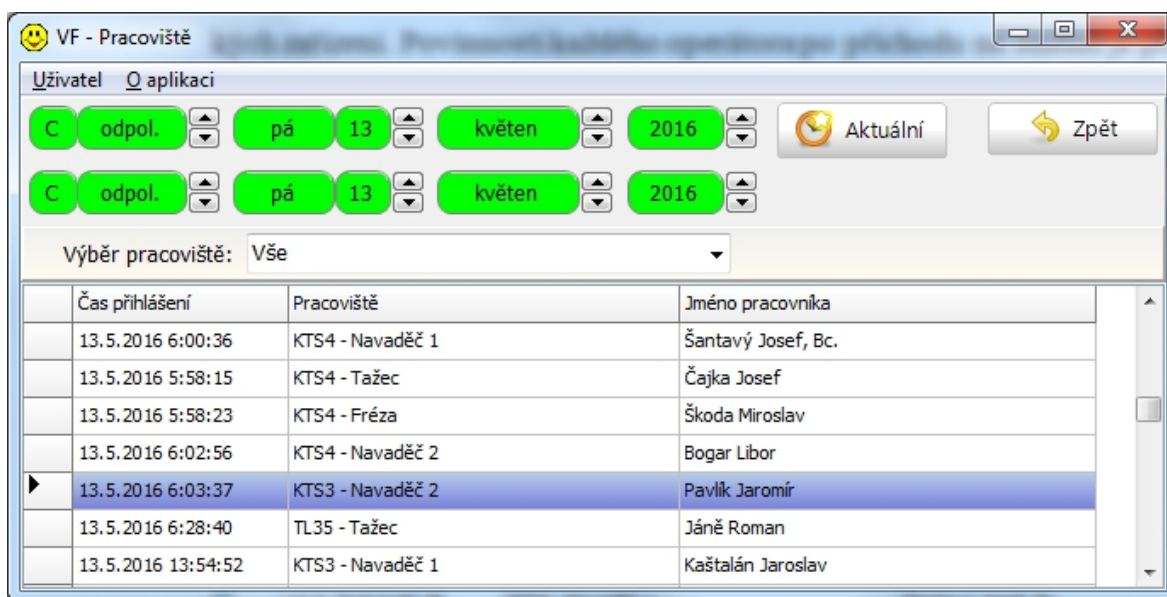 VF - Pracoviště
Uživatel O aplikaci
C odpol. pá 13 květen 2016 Aktuální Zpět
C odpol. pá 13 květen 2016
Výběr pracoviště: Vše
Čas přihlášení Pracoviště Jméno pracovníka
13.5.2016 6:00:36 KTS4 - Navaděč 1 Šantavý Josef, Bc.
13.5.2016 5:58:15 KTS4 - Tažec Čajka Josef
13.5.2016 5:58:23 KTS4 - Fréza Škoda Miroslav
13.5.2016 6:02:56 KTS4 - Navaděč 2 Bogar Libor
13.5.2016 6:03:37 KTS3 - Navaděč 2 Pavlík Jaromír
13.5.2016 6:28:40 TL35 - Tažec Jáně Roman
13.5.2016 13:54:52 KTS3 - Navaděč 1 Kaštalán Jaroslav